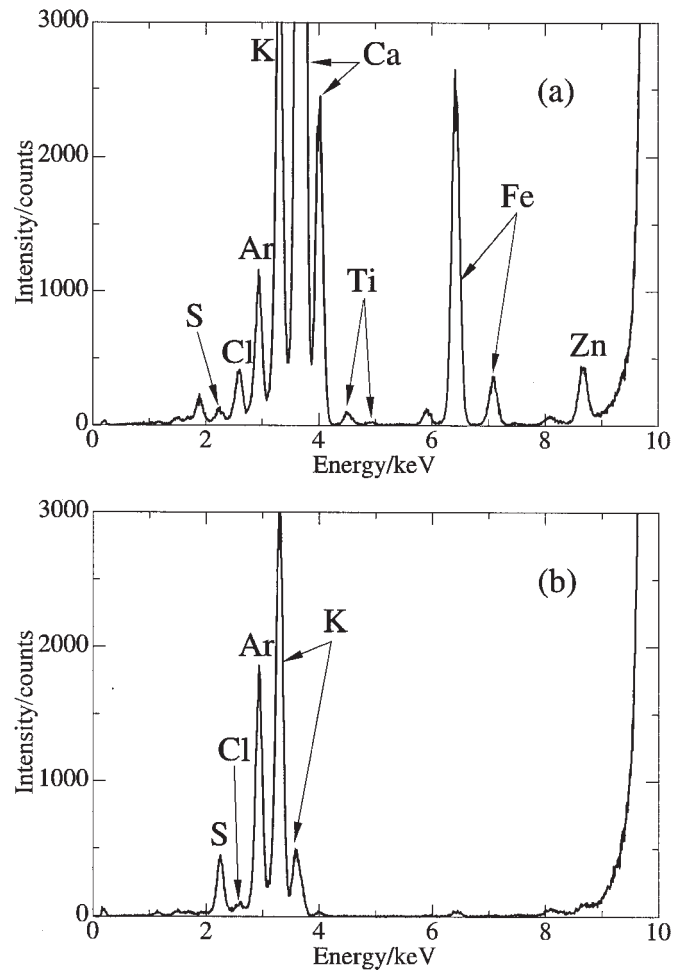 3000
K
Ca
(a)
2000
Fe
Intensity/counts
Ar
Ti
1000
S
Cl
Zn
0
0 2 4 6 8 10
Energy/keV
3000
(b)
K
2000
Ar
Intensity/counts
Cl
1000
S
0
0 2 4 6 8 10
Energy/keV